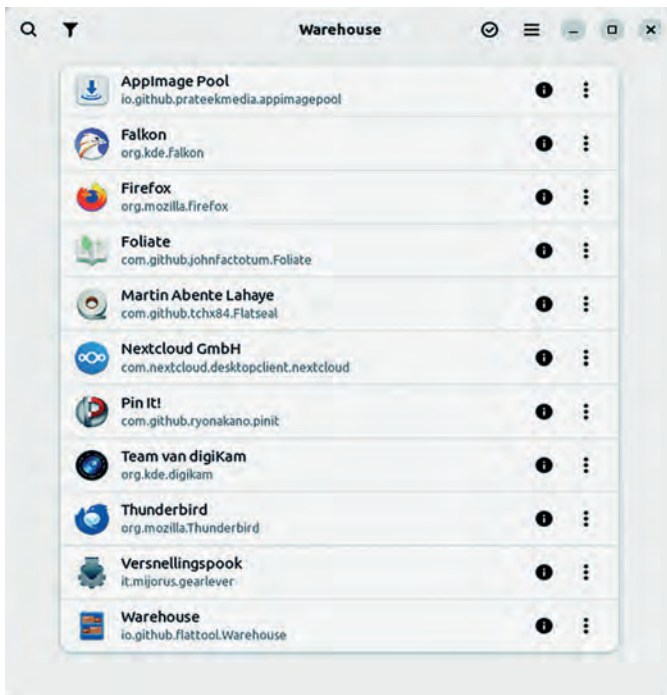 Warehouse
AppImage Pool
io.github.prateekmedia.appimagepool
Falkon
org.kde.falkon
Firefox
org.mozilla.firefox
Foliate
com.github.johnfactotum.Foliate
Martin Abente Lahaye
com.github.tchx84.Flatseal
Nextcloud GmbH
com.nextcloud.desktopclient.nextcloud
Pin It!
com.github.ryonakano.pinit
Team van digiKam
org.kde.digikam
Thunderbird
org.mozilla.Thunderbird
Versnellingspook
it.mijorus.gearlever
Warehouse
io.github.flattool.Warehouse